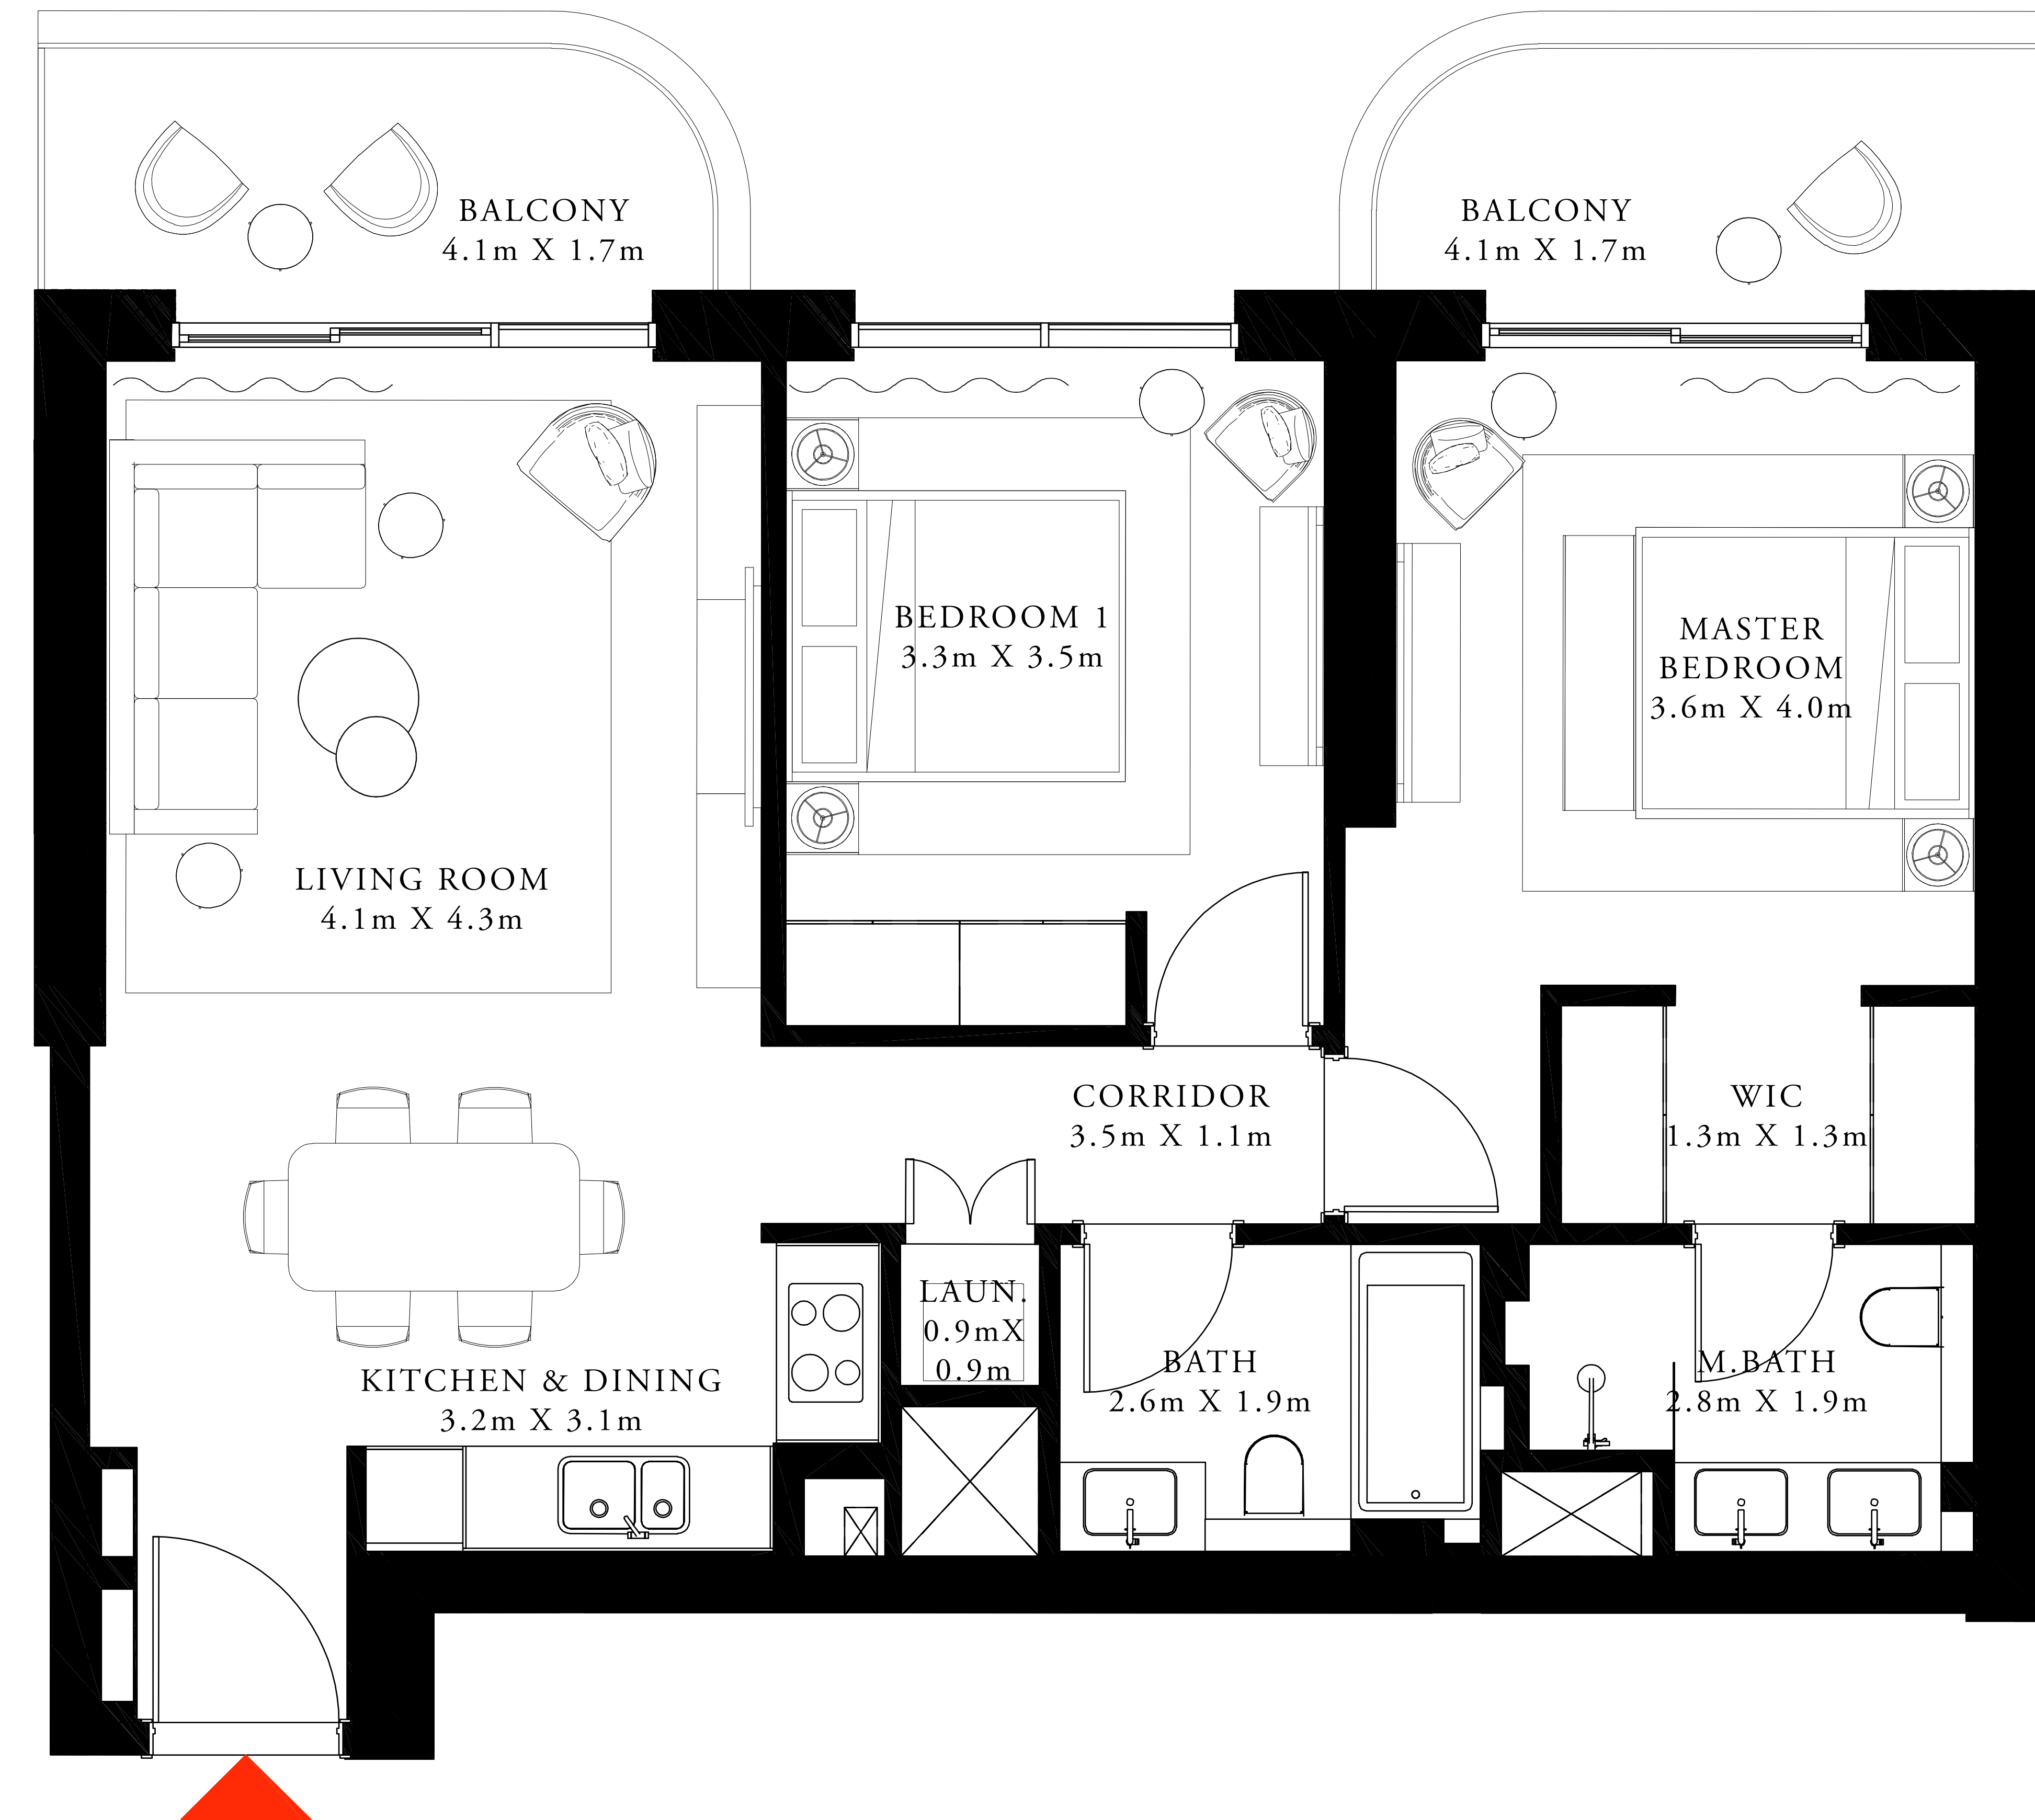 BALCONY
4.1m X 1.7m
BALCONY
4.1m X 1.7m
BEDROOM 1
3.3m X 3.5m
MASTER
BEDROOM
3.6m X 4.0m
LIVING ROOM
4.1m X 4.3m
CORRIDOR
3.5m X 1.1m
WIC
1.3m X 1.3m
LAUN.
0.9mX
0.9m
BATH
2.6m X 1.9m
M.BATH
2.8m X 1.9m
KITCHEN & DINING
3.2m X 3.1m